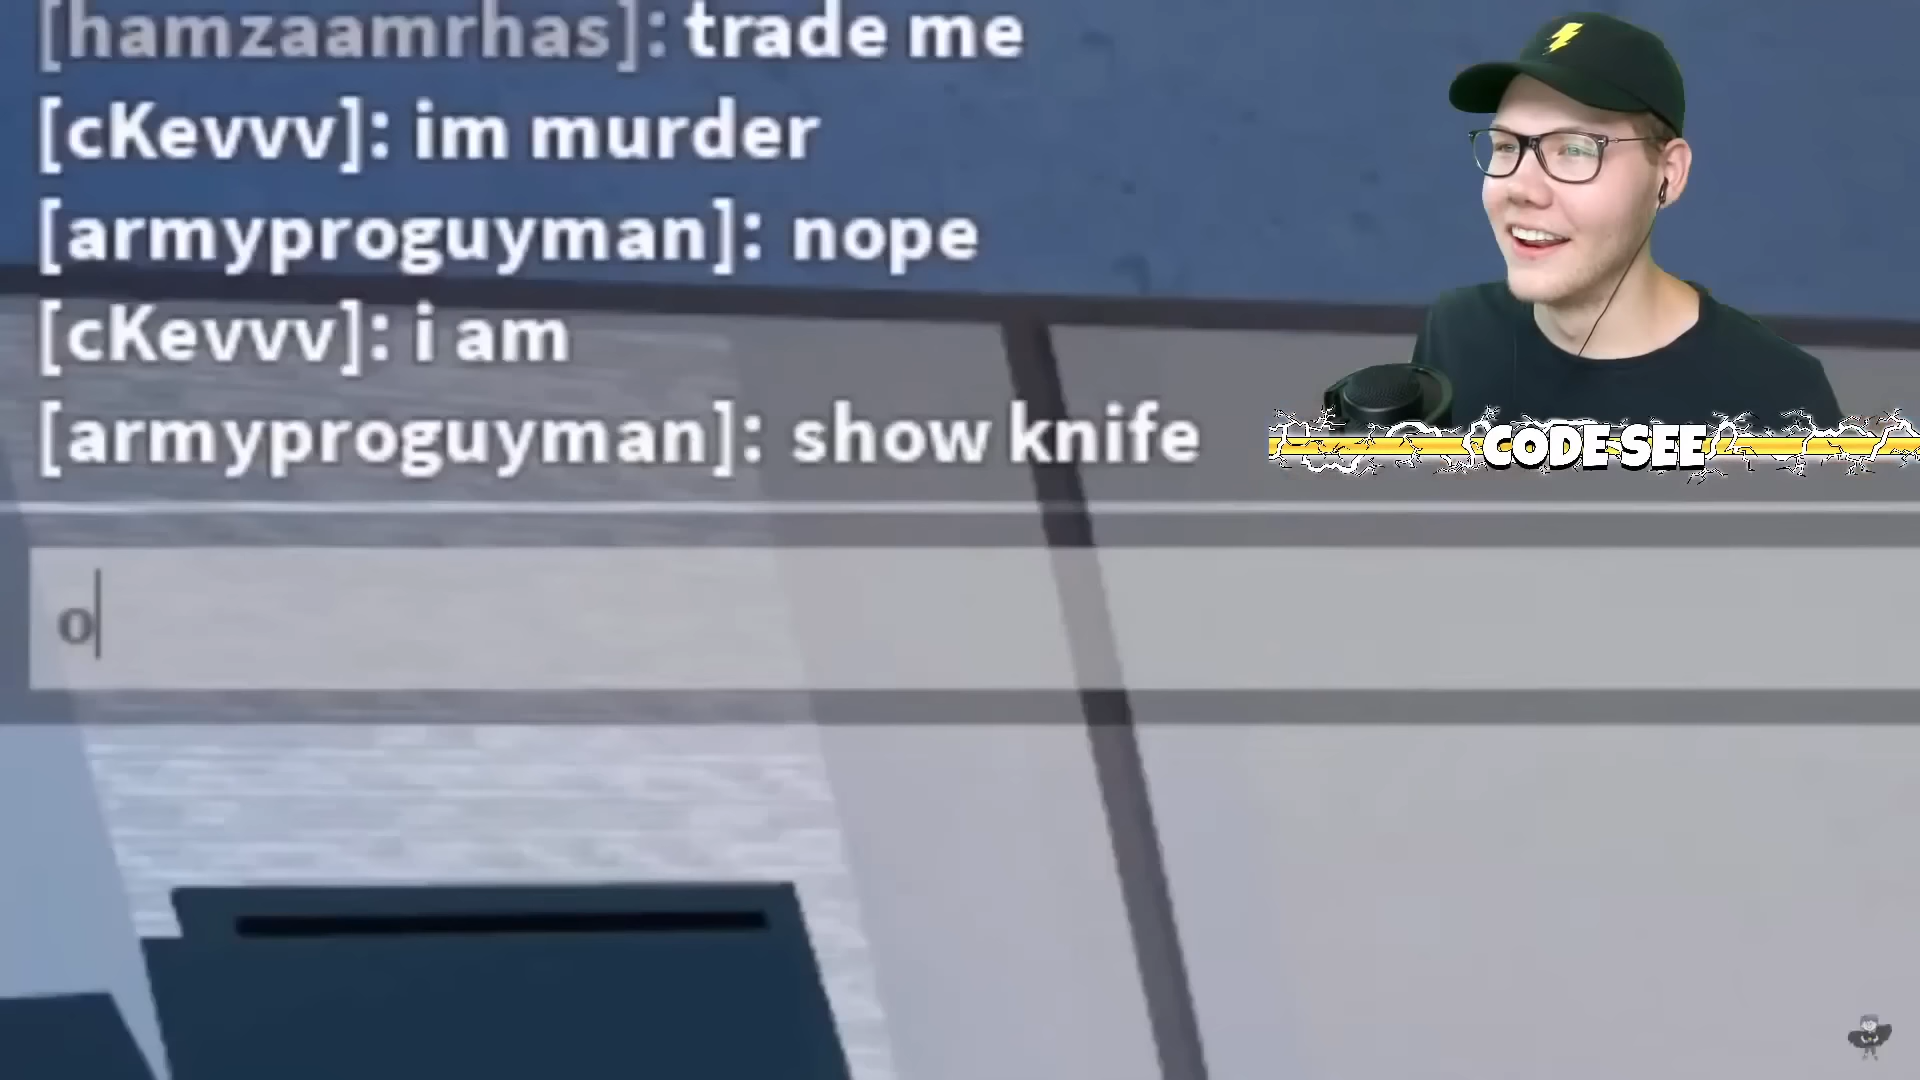 [hamzaamrhas]: trade me
[cKevvv]: im murder
[armyproguyman]: nope
[cKevvv]: i am
[armyproguyman]: show knife
CODE SEE
o